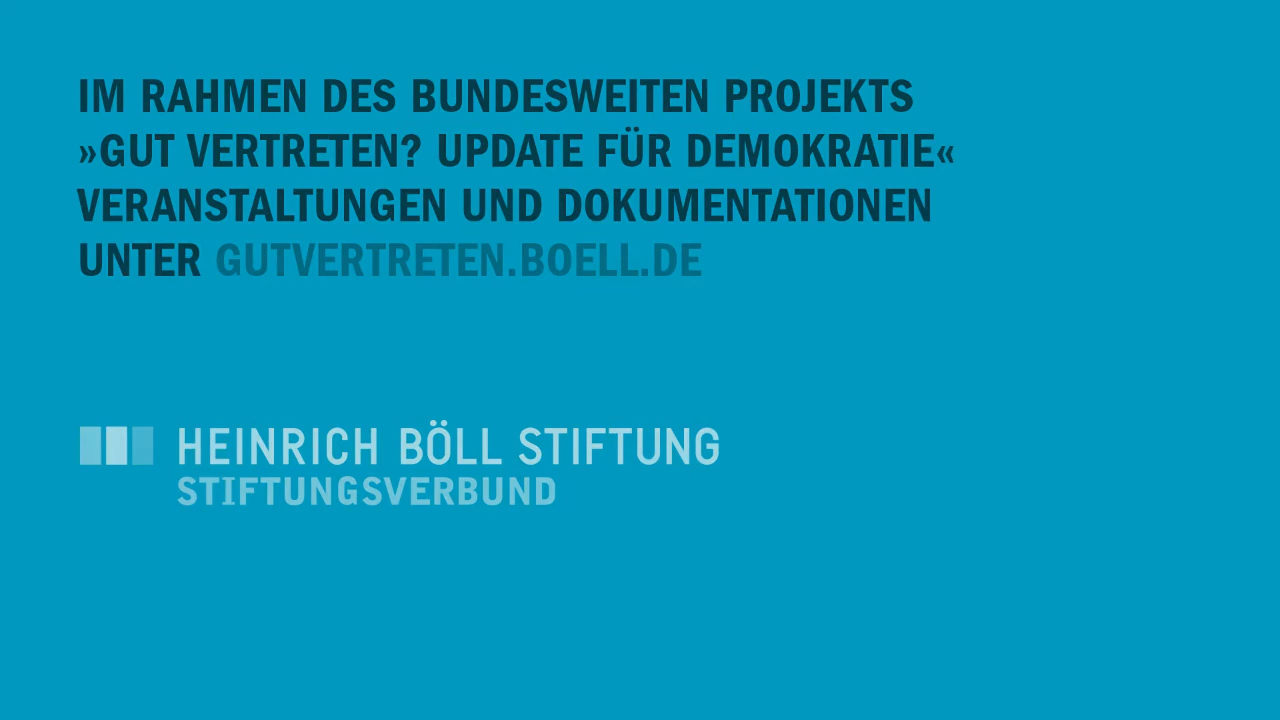 IM RAHMEN DES BUNDESWEITEN PROJEKTS
»GUT VERTRETEN? UPDATE FÜR DEMOKRATIE«
VERANSTALTUNGEN UND DOKUMENTATIONEN
UNTER GUTVERTRETEN.BOELL.DE
HEINRICH BÖLL STIFTUNG
STIFTUNGSVERBUND